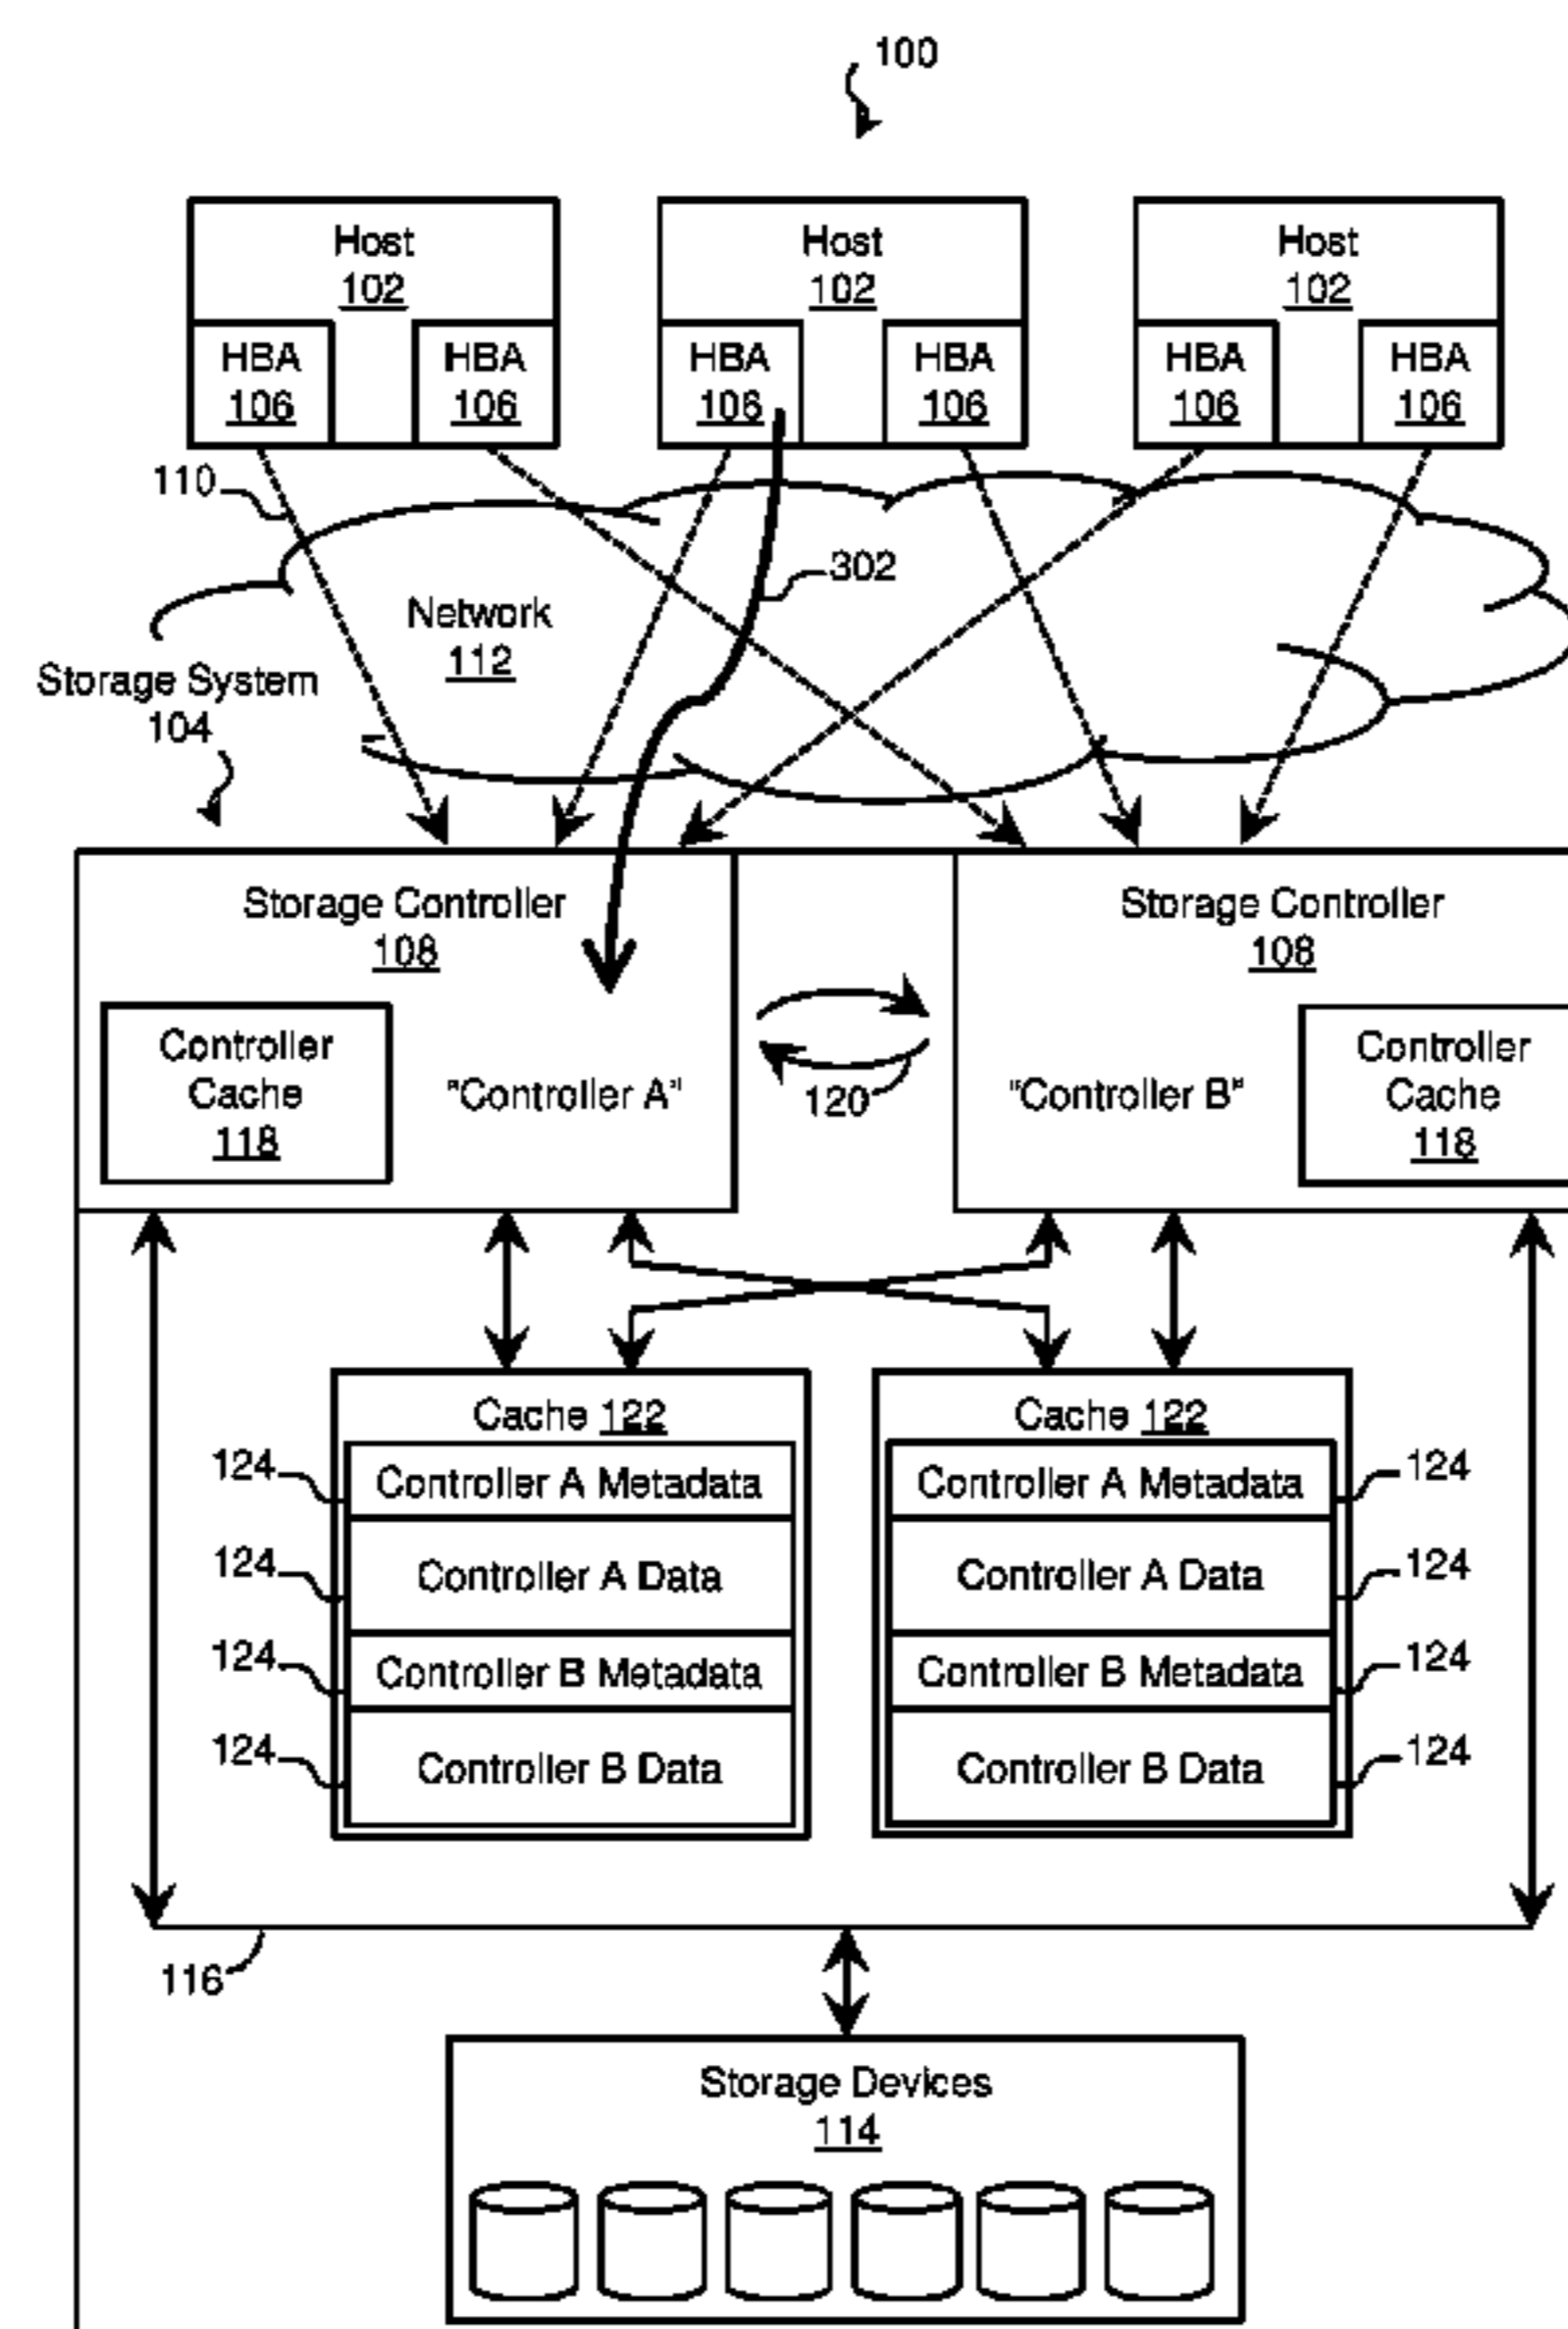 100
Host
102
HBA
106
HBA
106
Host
102
HBA
106
HBA
106
Host
102
HBA
106
HBA
106
110
302
Network
112
Storage System
104
Storage Controller
108
Controller
Cache
118
"Controller A"
120
Storage Controller
108
"Controller B"
Controller
Cache
118
Cache 122
124
Controller A Metadata
124
Controller A Data
124
Controller B Metadata
124
Controller B Data
Cache 122
Controller A Metadata
124
Controller A Data
124
Controller B Metadata
124
Controller B Data
124
116
Storage Devices
114